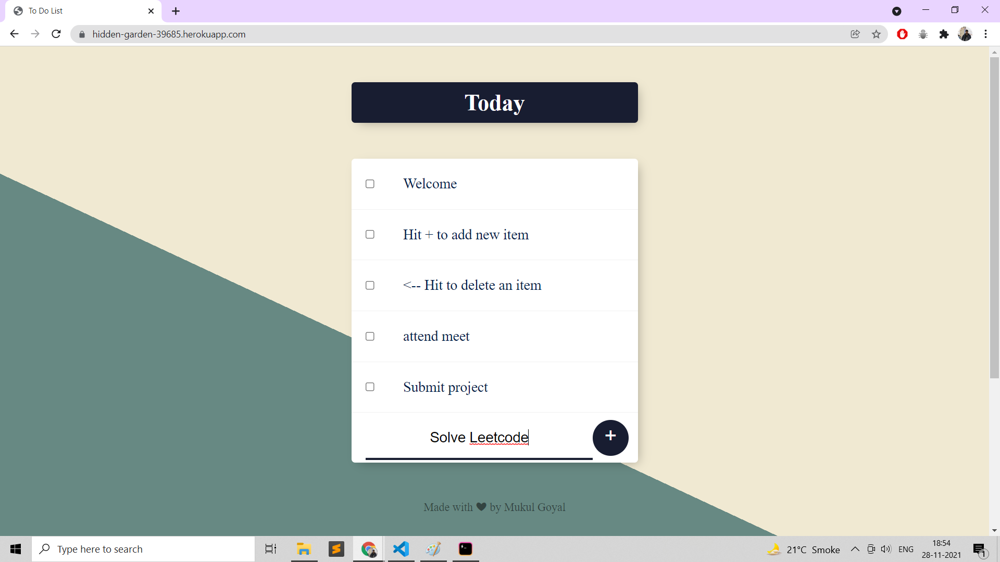 To Do List
hidden-garden-39685.herokuapp.com
Today
Welcome
Hit + to add new item
<-- Hit to delete an item
attend meet
Submit project
Solve Leetcode
+
Made with ♥ by Mukul Goyal
Type here to search
21°C Smoke
ENG
18:54
28-11-2021
1